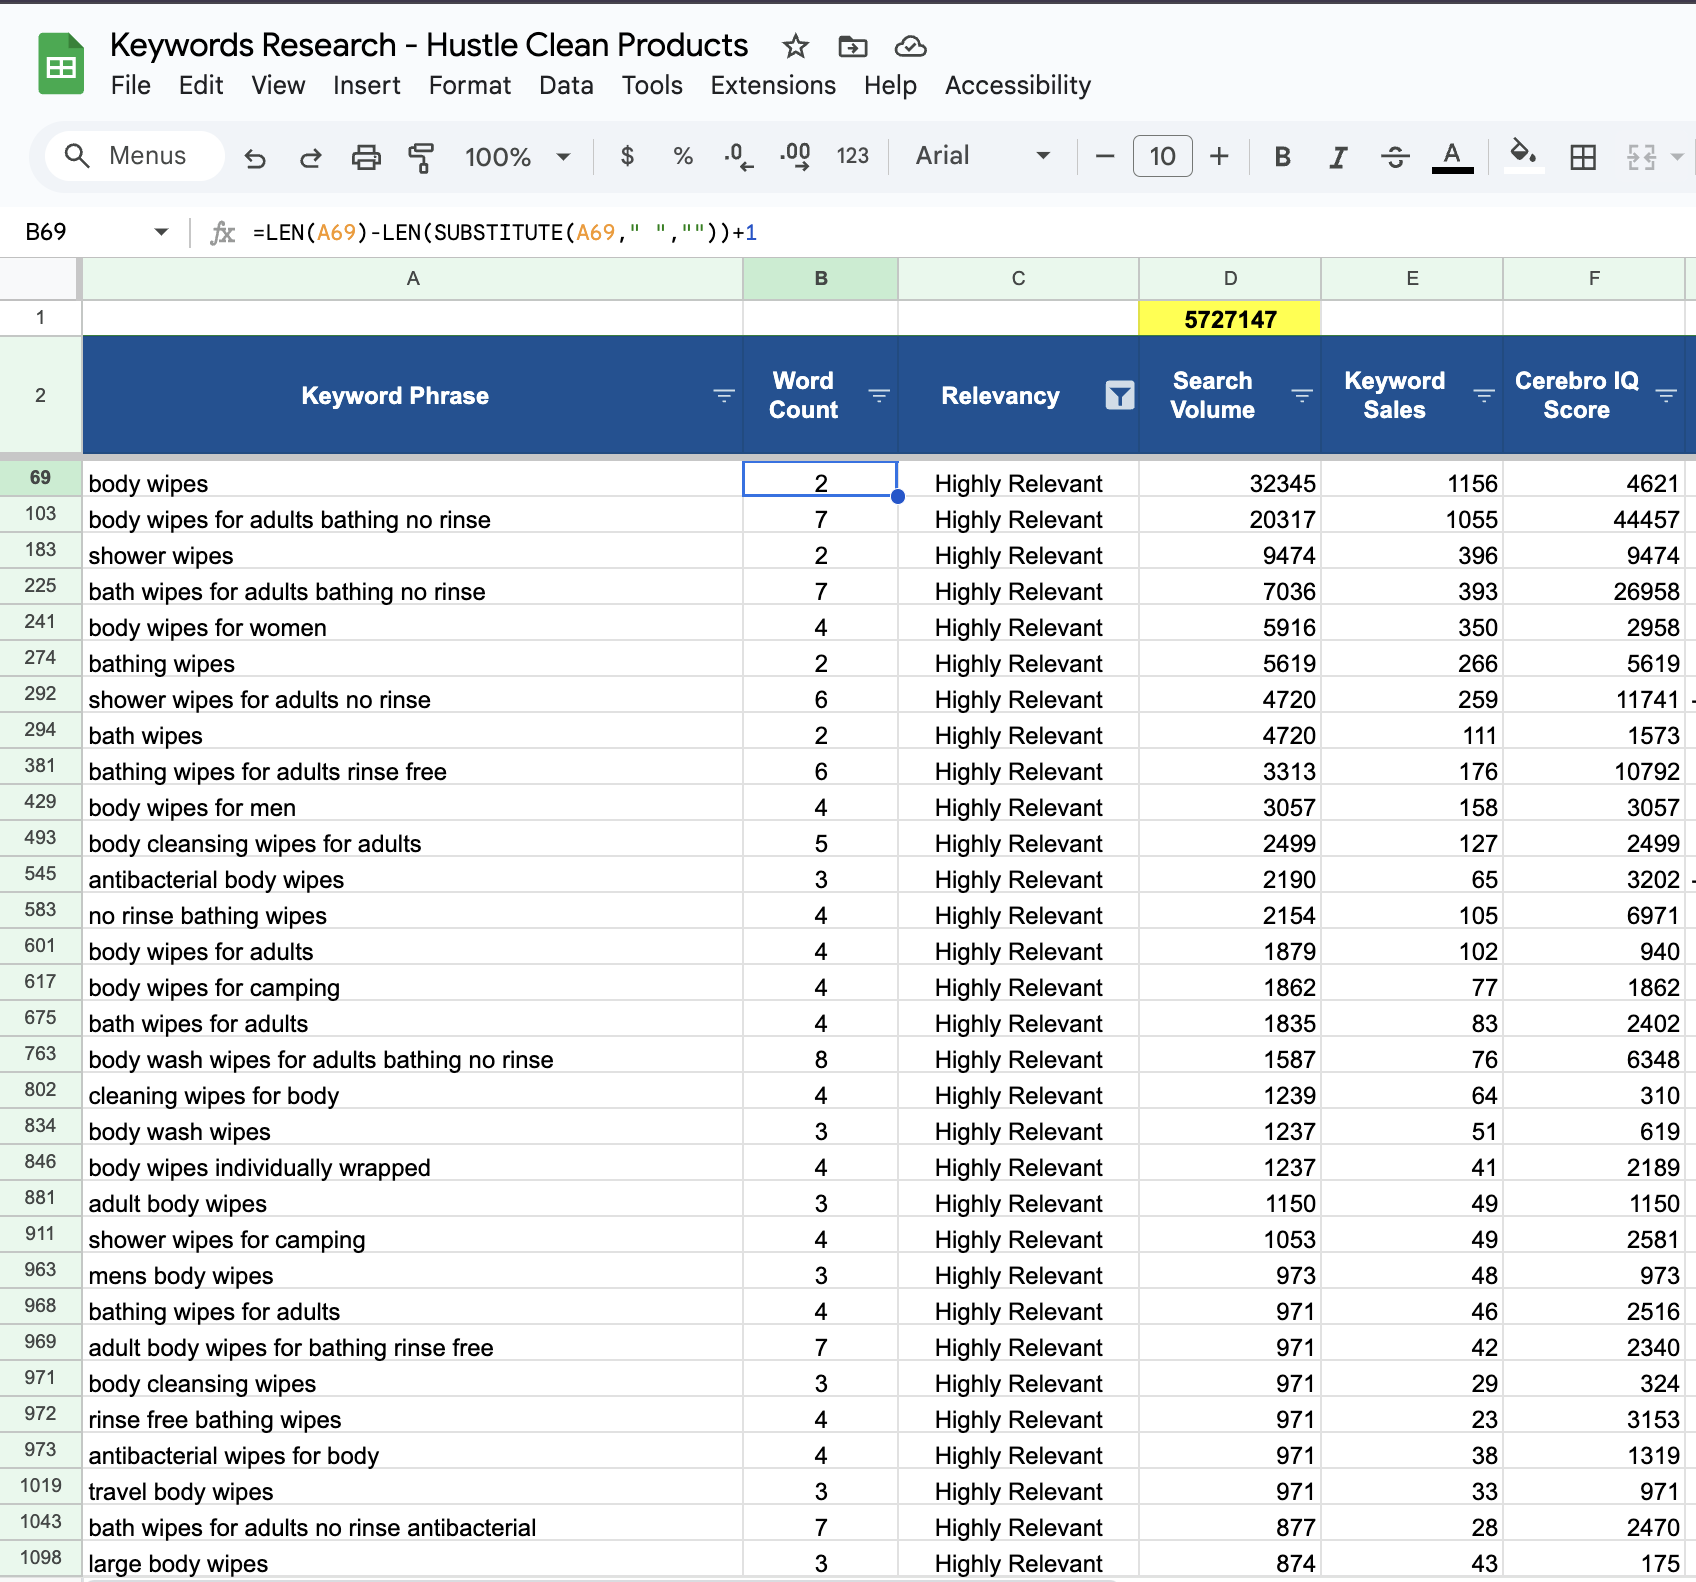 Keywords Research - Hustle Clean Products
File Edit View Insert Format Data Tools Extensions Help Accessibility
Menus 100% $ % .0 .00 123 Arial 10 B I S A
B69 fx =LEN(A69)-LEN(SUBSTITUTE(A69," ",""))+1
A B C D E F
1 5727147
2 Keyword Phrase Word Count Relevancy Search Volume Keyword Sales Cerebro IQ Score
69 body wipes 2 Highly Relevant 32345 1156 4621
103 body wipes for adults bathing no rinse 7 Highly Relevant 20317 1055 44457
183 shower wipes 2 Highly Relevant 9474 396 9474
225 bath wipes for adults bathing no rinse 7 Highly Relevant 7036 393 26958
241 body wipes for women 4 Highly Relevant 5916 350 2958
274 bathing wipes 2 Highly Relevant 5619 266 5619
292 shower wipes for adults no rinse 6 Highly Relevant 4720 259 11741
294 bath wipes 2 Highly Relevant 4720 111 1573
381 bathing wipes for adults rinse free 6 Highly Relevant 3313 176 10792
429 body wipes for men 4 Highly Relevant 3057 158 3057
493 body cleansing wipes for adults 5 Highly Relevant 2499 127 2499
545 antibacterial body wipes 3 Highly Relevant 2190 65 3202
583 no rinse bathing wipes 4 Highly Relevant 2154 105 6971
601 body wipes for adults 4 Highly Relevant 1879 102 940
617 body wipes for camping 4 Highly Relevant 1862 77 1862
675 bath wipes for adults 4 Highly Relevant 1835 83 2402
763 body wash wipes for adults bathing no rinse 8 Highly Relevant 1587 76 6348
802 cleaning wipes for body 4 Highly Relevant 1239 64 310
834 body wash wipes 3 Highly Relevant 1237 51 619
846 body wipes individually wrapped 4 Highly Relevant 1237 41 2189
881 adult body wipes 3 Highly Relevant 1150 49 1150
911 shower wipes for camping 4 Highly Relevant 1053 49 2581
963 mens body wipes 3 Highly Relevant 973 48 973
968 bathing wipes for adults 4 Highly Relevant 971 46 2516
969 adult body wipes for bathing rinse free 7 Highly Relevant 971 42 2340
971 body cleansing wipes 3 Highly Relevant 971 29 324
972 rinse free bathing wipes 4 Highly Relevant 971 23 3153
973 antibacterial wipes for body 4 Highly Relevant 971 38 1319
1019 travel body wipes 3 Highly Relevant 971 33 971
1043 bath wipes for adults no rinse antibacterial 7 Highly Relevant 877 28 2470
1098 large body wipes 3 Highly Relevant 874 43 175